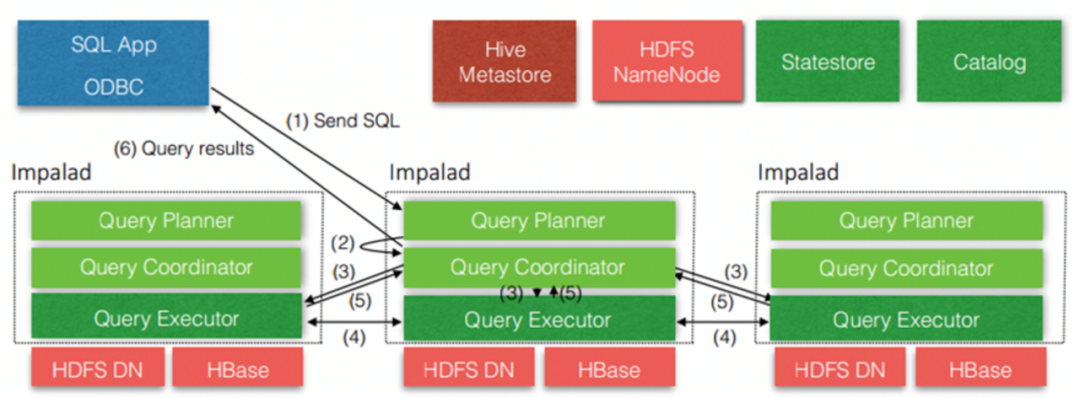 SQL App
ODBC
Hive
Metastore
HDFS
NameNode
Statestore
Catalog
(1) Send SQL
(6) Query results
Impalad
Impalad
Impalad
Query Planner
Query Planner
Query Planner
(2)
Query Coordinator
(3)
Query Coordinator
(3)
Query Coordinator
(5)
(3)
(5)
(5)
Query Executor
Query Executor
Query Executor
(4)
(4)
HDFS DN
HBase
HDFS DN
HBase
HDFS DN
HBase